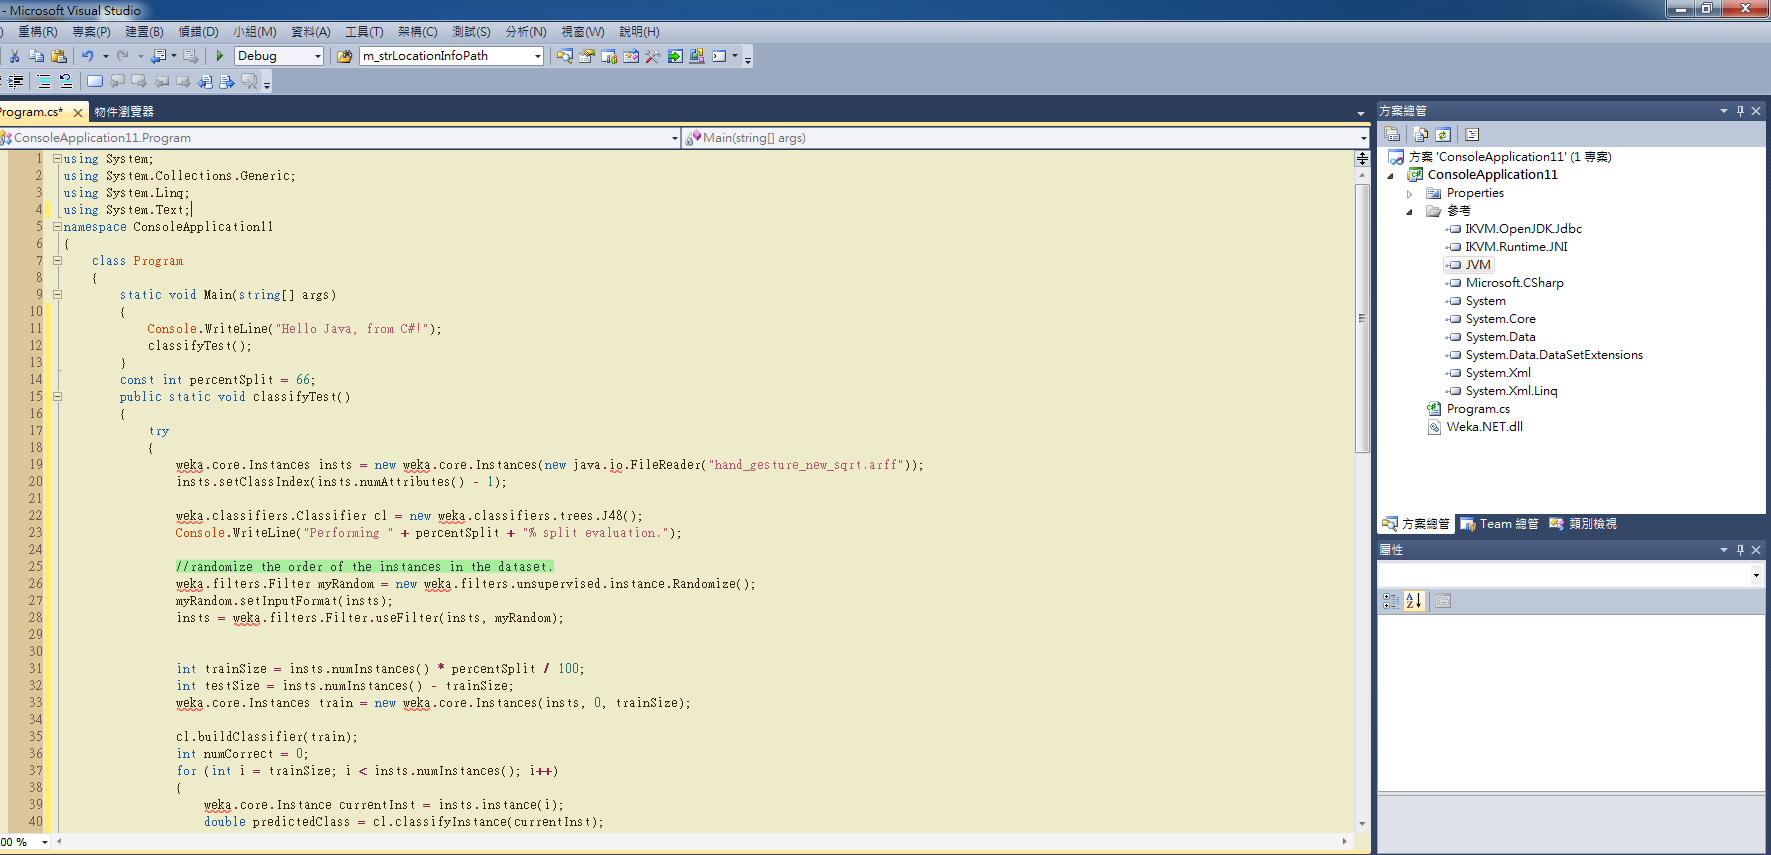 - Microsoft Visual Studio
) 重構(R) 專案(P) 建置(B) 偵錯(D) 小組(M) 資料(A) 工具(T) 架構(C) 測試(S) 分析(N) 視窗(W) 說明(H)
Debug m_strLocationInfoPath
Program.cs* 物件瀏覽器
ConsoleApplication11.Program Main(string[] args)
1 using System;
2 using System.Collections.Generic;
3 using System.Linq;
4 using System.Text;
5 namespace ConsoleApplication11
6 {
7 class Program
8 {
9 static void Main(string[] args)
10 {
11 Console.WriteLine("Hello Java, from C#!");
12 classifyTest();
13 }
14 const int percentSplit = 66;
15 public static void classifyTest()
16 {
17 try
18 {
19 weka.core.Instances insts = new weka.core.Instances(new java.io.FileReader("hand_gesture_new_sqrt.arff"));
20 insts.setClassIndex(insts.numAttributes() - 1);
21
22 weka.classifiers.Classifier cl = new weka.classifiers.trees.J48();
23 Console.WriteLine("Performing " + percentSplit + "% split evaluation.");
24
25 //randomize the order of the instances in the dataset.
26 weka.filters.Filter myRandom = new weka.filters.unsupervised.instance.Randomize();
27 myRandom.setInputFormat(insts);
28 insts = weka.filters.Filter.useFilter(insts, myRandom);
29
30
31 int trainSize = insts.numInstances() * percentSplit / 100;
32 int testSize = insts.numInstances() - trainSize;
33 weka.core.Instances train = new weka.core.Instances(insts, 0, trainSize);
34
35 cl.buildClassifier(train);
36 int numCorrect = 0;
37 for (int i = trainSize; i < insts.numInstances(); i++)
38 {
39 weka.core.Instance currentInst = insts.instance(i);
40 double predictedClass = cl.classifyInstance(currentInst);
00 %
方案總管
方案 'ConsoleApplication11' (1 專案)
ConsoleApplication11
Properties
參考
IKVM.OpenJDK.Jdbc
IKVM.Runtime.JNI
JVM
Microsoft.CSharp
System
System.Core
System.Data
System.Data.DataSetExtensions
System.Xml
System.Xml.Linq
Program.cs
Weka.NET.dll
方案總管 Team 總管 類別檢視
屬性